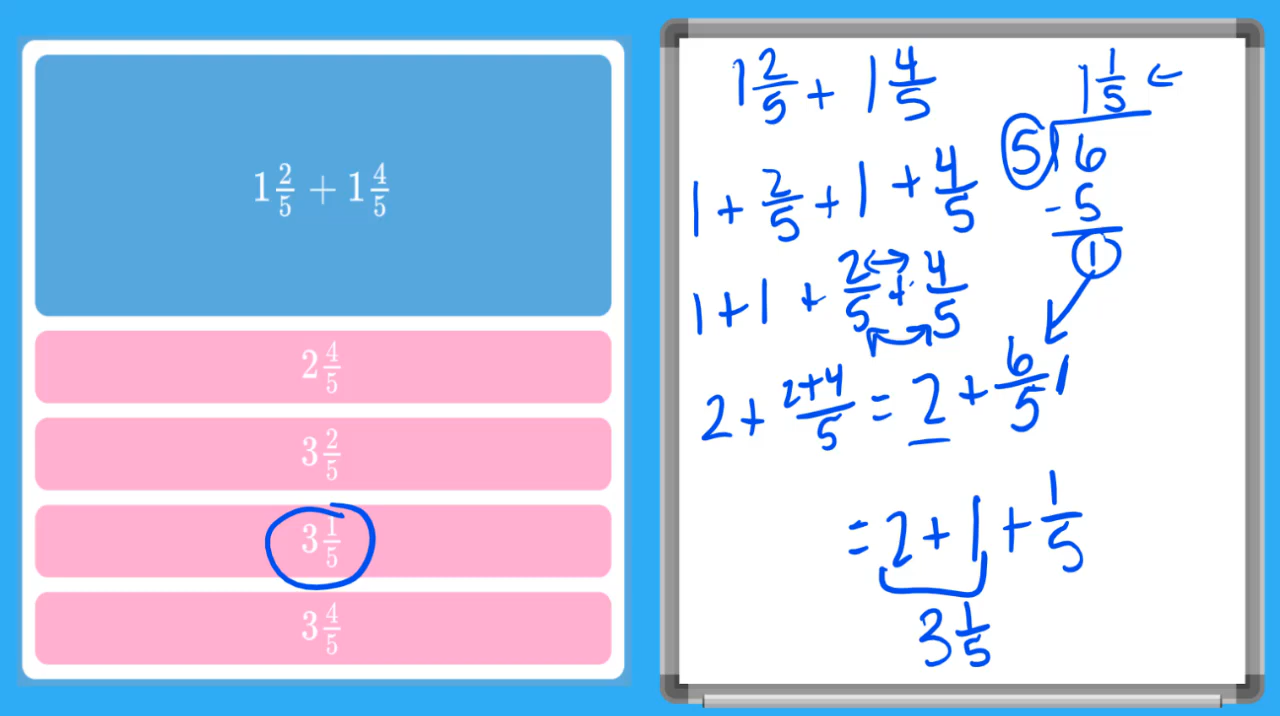 1 2/5 + 1 4/5
2 4/5
3 2/5
3 1/5
3 4/5
1 2/5 + 1 4/5
1 + 2/5 + 1 + 4/5
1 + 1 + 2/5 + 4/5
2 + (2+4)/5 = 2 + 6/5
= 2 + 1 + 1/5
3 1/5
1 1/5
5 6
- 5
1